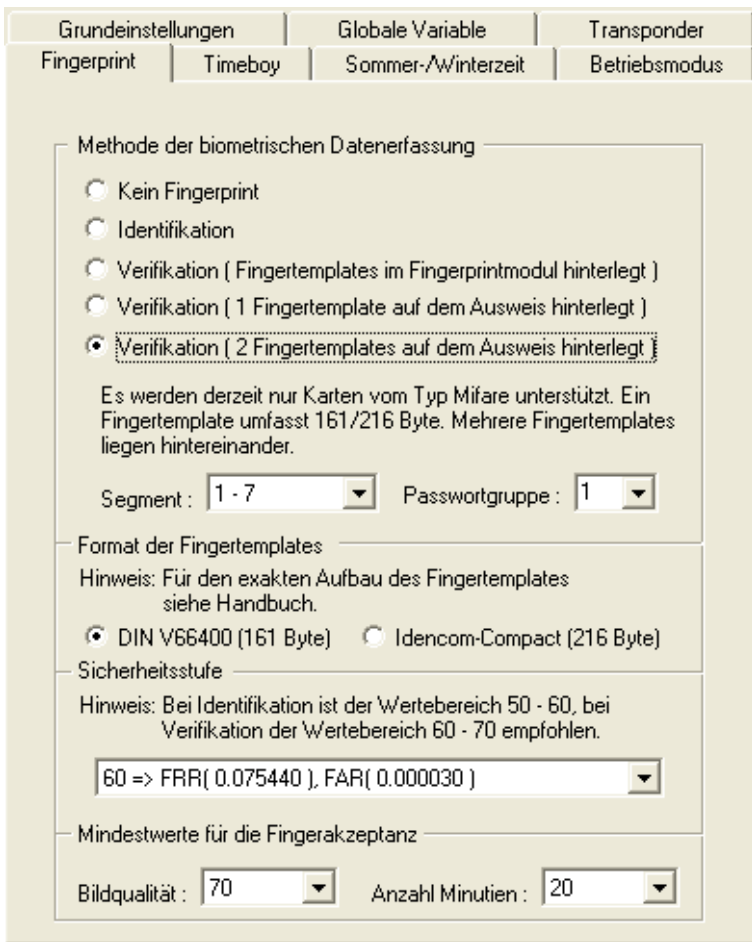 Grundeinstellungen Globale Variable Transponder
Fingerprint Timeboy Sommer-/Winterzeit Betriebsmodus
Methode der biometrischen Datenerfassung
Kein Fingerprint
Identifikation
Verifikation ( Fingertemplates im Fingerprintmodul hinterlegt )
Verifikation ( 1 Fingertemplate auf dem Ausweis hinterlegt )
Verifikation ( 2 Fingertemplates auf dem Ausweis hinterlegt )
Es werden derzeit nur Karten vom Typ Mifare unterstützt. Ein
Fingertemplate umfasst 161/216 Byte. Mehrere Fingertemplates
liegen hintereinander.
Segment : 1 - 7 Passwortgruppe : 1
Format der Fingertemplates
Hinweis: Für den exakten Aufbau des Fingertemplates
siehe Handbuch.
DIN V66400 (161 Byte) Idencom-Compact (216 Byte)
Sicherheitsstufe
Hinweis: Bei Identifikation ist der Wertebereich 50 - 60, bei
Verifikation der Wertebereich 60 - 70 empfohlen.
60 => FRR( 0.075440 ), FAR( 0.000030 )
Mindestwerte für die Fingerakzeptanz
Bildqualität : 70 Anzahl Minutien : 20